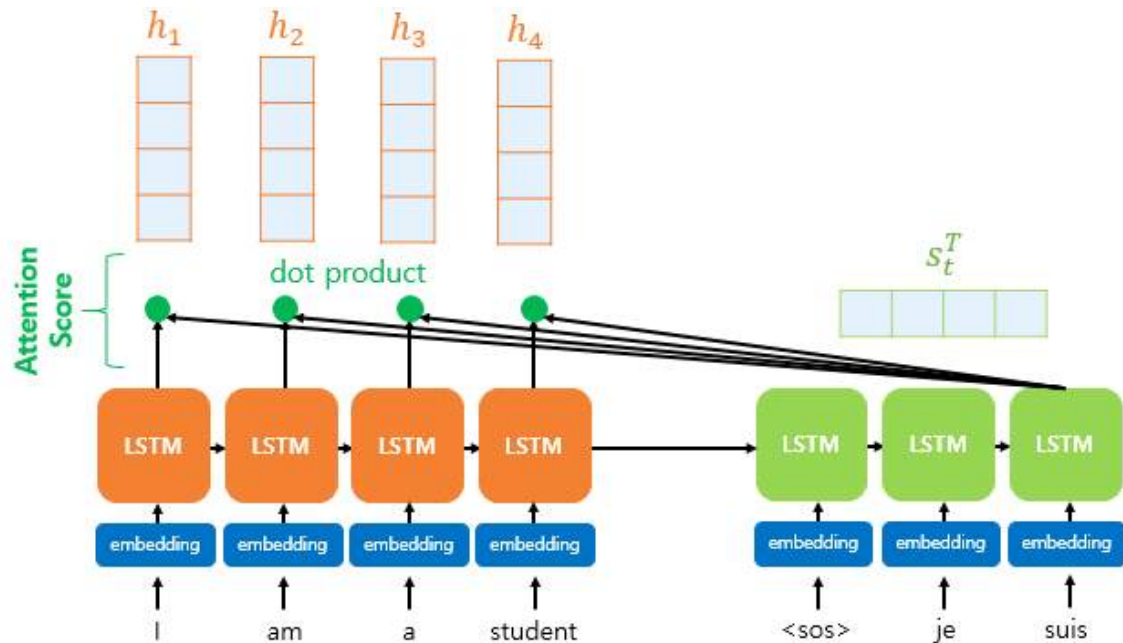 h₁ h₂ h₃ h₄
Attention Score
dot product
sₜᵀ
LSTM LSTM LSTM LSTM LSTM LSTM LSTM
embedding embedding embedding embedding embedding embedding embedding
I am a student <sos> je suis